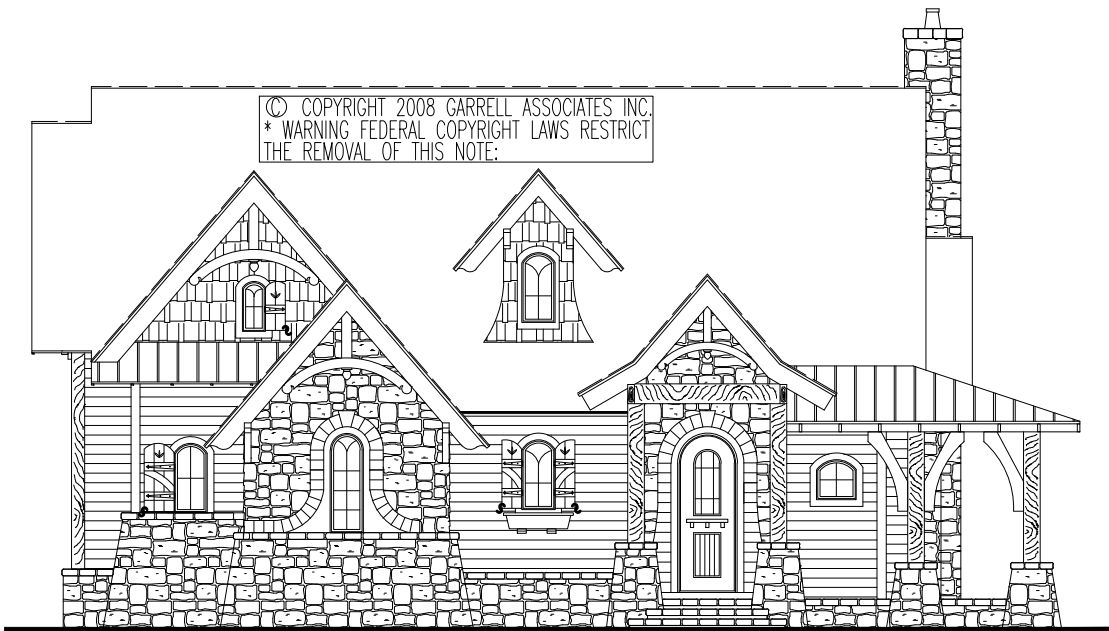 © COPYRIGHT 2008 GARRELL ASSOCIATES INC.
* WARNING FEDERAL COPYRIGHT LAWS RESTRICT
THE REMOVAL OF THIS NOTE: